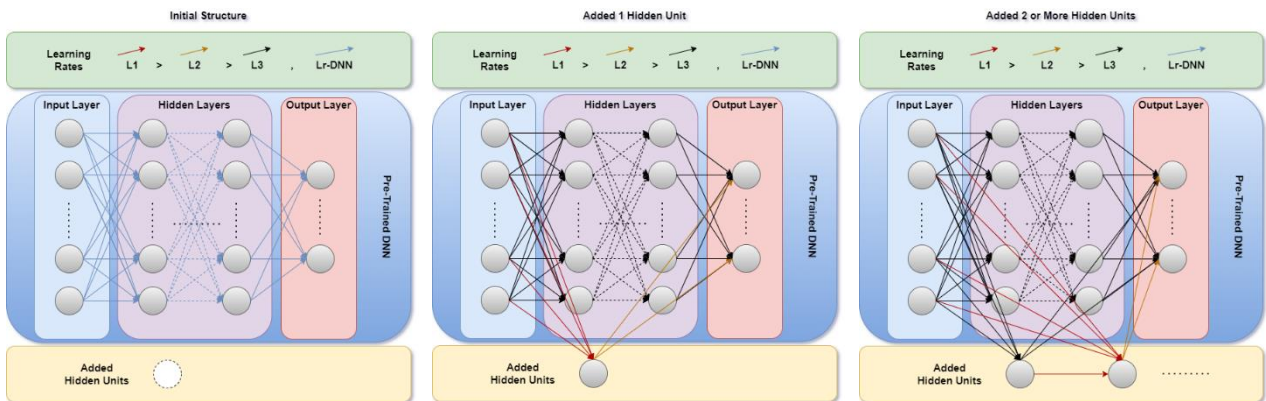 Initial Structure
Learning
Rates
L1 > L2 > L3 , Lr-DNN
Input Layer
Hidden Layers
Output Layer
Pre-Trained DNN
Added
Hidden Units
Added 1 Hidden Unit
Learning
Rates
L1 > L2 > L3 , Lr-DNN
Input Layer
Hidden Layers
Output Layer
Pre-Trained DNN
Added
Hidden Units
Added 2 or More Hidden Units
Learning
Rates
L1 > L2 > L3 , Lr-DNN
Input Layer
Hidden Layers
Output Layer
Pre-Trained DNN
Added
Hidden Units